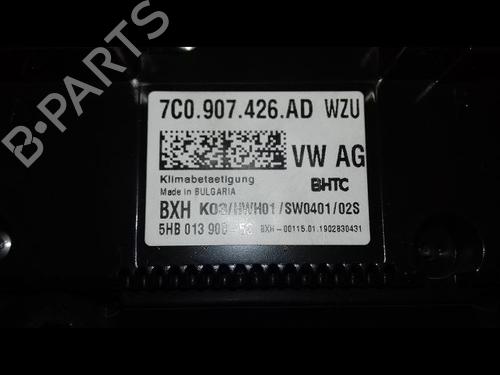 B-PARTS
7C0.907.426.AD WZU
VW AG
Klimabetaetigung
Made in BULGARIA
BHTC
BXH K03/HWH01/SW0401/02S
5HB 013 900 BXH-00115.01.1902830431